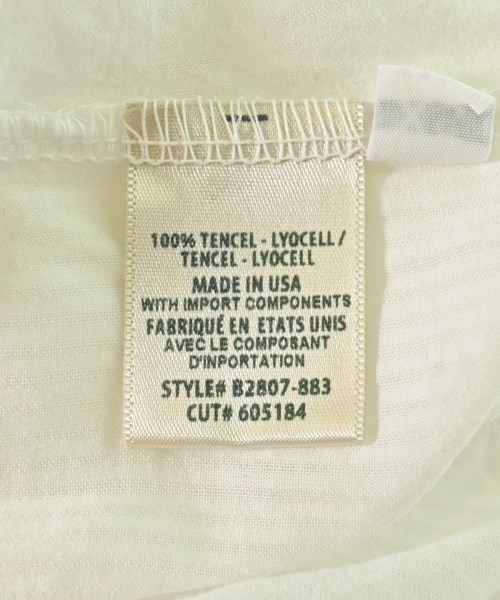 100% TENCEL - LYOCELL /
TENCEL - LYOCELL
MADE IN USA
WITH IMPORT COMPONENTS
FABRIQUÉ EN ETATS UNIS
AVEC LE COMPOSANT
D'INPORTATION
STYLE# B2807-883
CUT# 605184